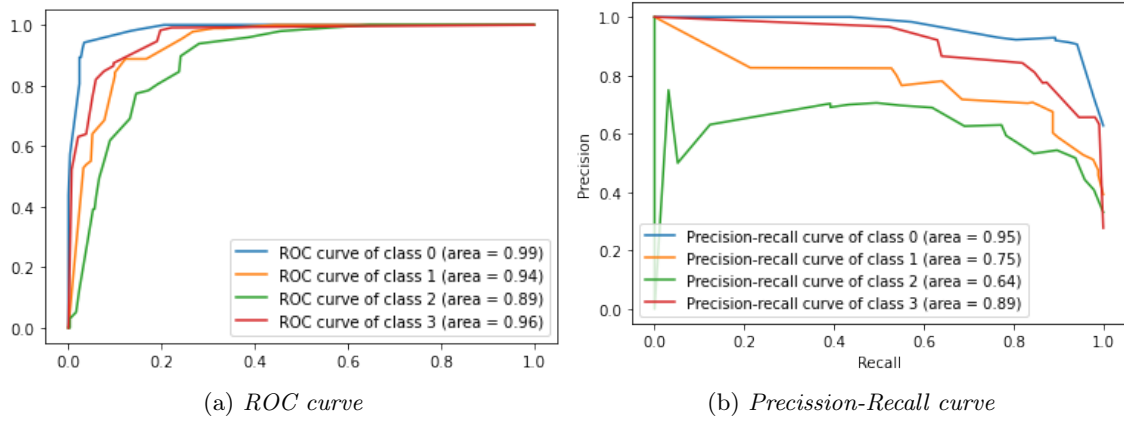 1.0
0.8
0.6
0.4
0.2
0.0
ROC curve of class 0 (area = 0.99)
ROC curve of class 1 (area = 0.94)
ROC curve of class 2 (area = 0.89)
ROC curve of class 3 (area = 0.96)
0.0 0.2 0.4 0.6 0.8 1.0
(a) ROC curve
Precision
1.0
0.8
0.6
0.4
0.2
0.0
Precision-recall curve of class 0 (area = 0.95)
Precision-recall curve of class 1 (area = 0.75)
Precision-recall curve of class 2 (area = 0.64)
Precision-recall curve of class 3 (area = 0.89)
0.0 0.2 0.4 0.6 0.8 1.0
Recall
(b) Precission-Recall curve